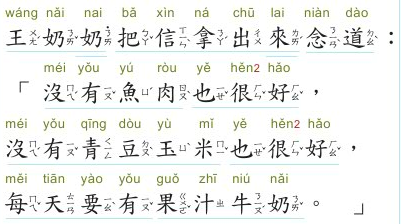 wáng nǎi nai bǎ xìn ná chū lai niàn dào
王奶奶把信拿出來念道：
méi yǒu yú ròu yě hěn2 hǎo
「沒有魚肉也很好，
méi yǒu qīng dòu yù mǐ yě hěn2 hǎo
沒有青豆玉米也很好，
měi tiān yào yǒu guǒ zhī niú nǎi
每天要有果汁牛奶。」